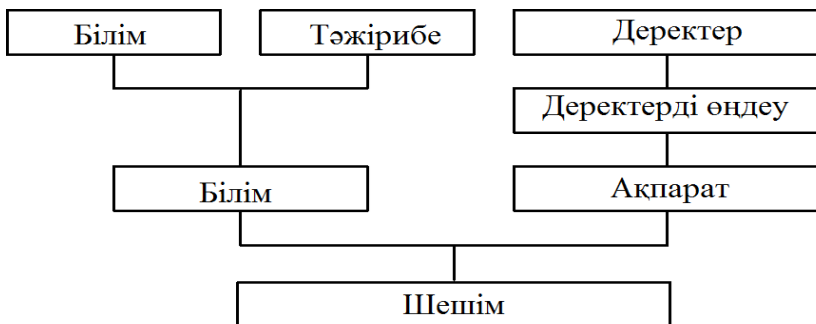 Білім
Тәжірибе
Деректер
Деректерді өңдеу
Білім
Ақпарат
Шешім